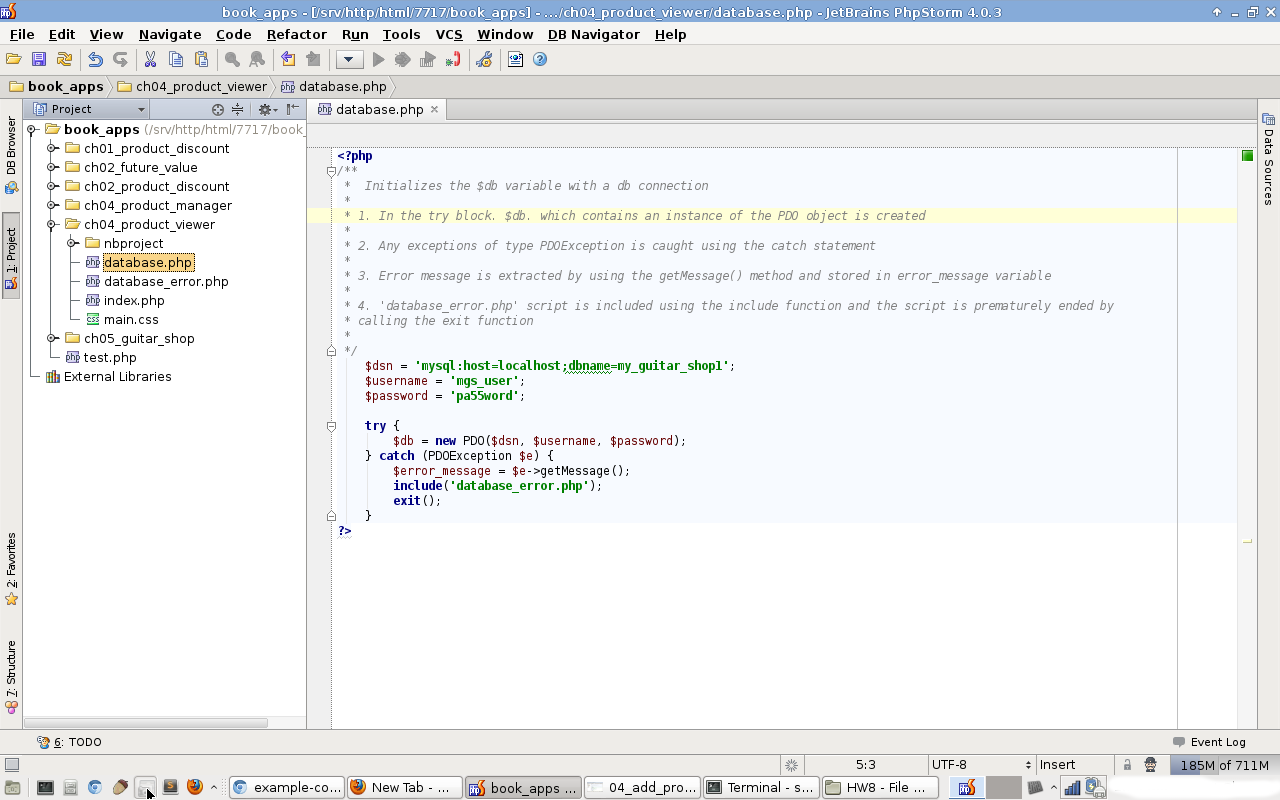 book_apps - [/srv/http/html/7717/book_apps] - .../ch04_product_viewer/database.php - JetBrains PhpStorm 4.0.3
File Edit View Navigate Code Refactor Run Tools VCS Window DB Navigator Help
book_apps ch04_product_viewer database.php
Project
database.php
DB Browser
1: Project
2: Favorites
7: Structure
Data Sources
book_apps (/srv/http/html/7717/book_
ch01_product_discount
ch02_future_value
ch02_product_discount
ch04_product_manager
ch04_product_viewer
nbproject
database.php
database_error.php
index.php
main.css
ch05_guitar_shop
test.php
External Libraries
<?php
/**
*  Initializes the $db variable with a db connection
*
* 1. In the try block. $db. which contains an instance of the PDO object is created
*
* 2. Any exceptions of type PDOException is caught using the catch statement
*
* 3. Error message is extracted by using the getMessage() method and stored in error_message variable
*
* 4. 'database_error.php' script is included using the include function and the script is prematurely ended by
* calling the exit function
*
*/
$dsn = 'mysql:host=localhost;dbname=my_guitar_shop1';
$username = 'mgs_user';
$password = 'pa55word';
try {
$db = new PDO($dsn, $username, $password);
} catch (PDOException $e) {
$error_message = $e->getMessage();
include('database_error.php');
exit();
}
?>
6: TODO
Event Log
5:3 UTF-8 Insert 185M of 711M
example-co... New Tab - ... book_apps ... 04_add_pro... Terminal - s... HW8 - File ...